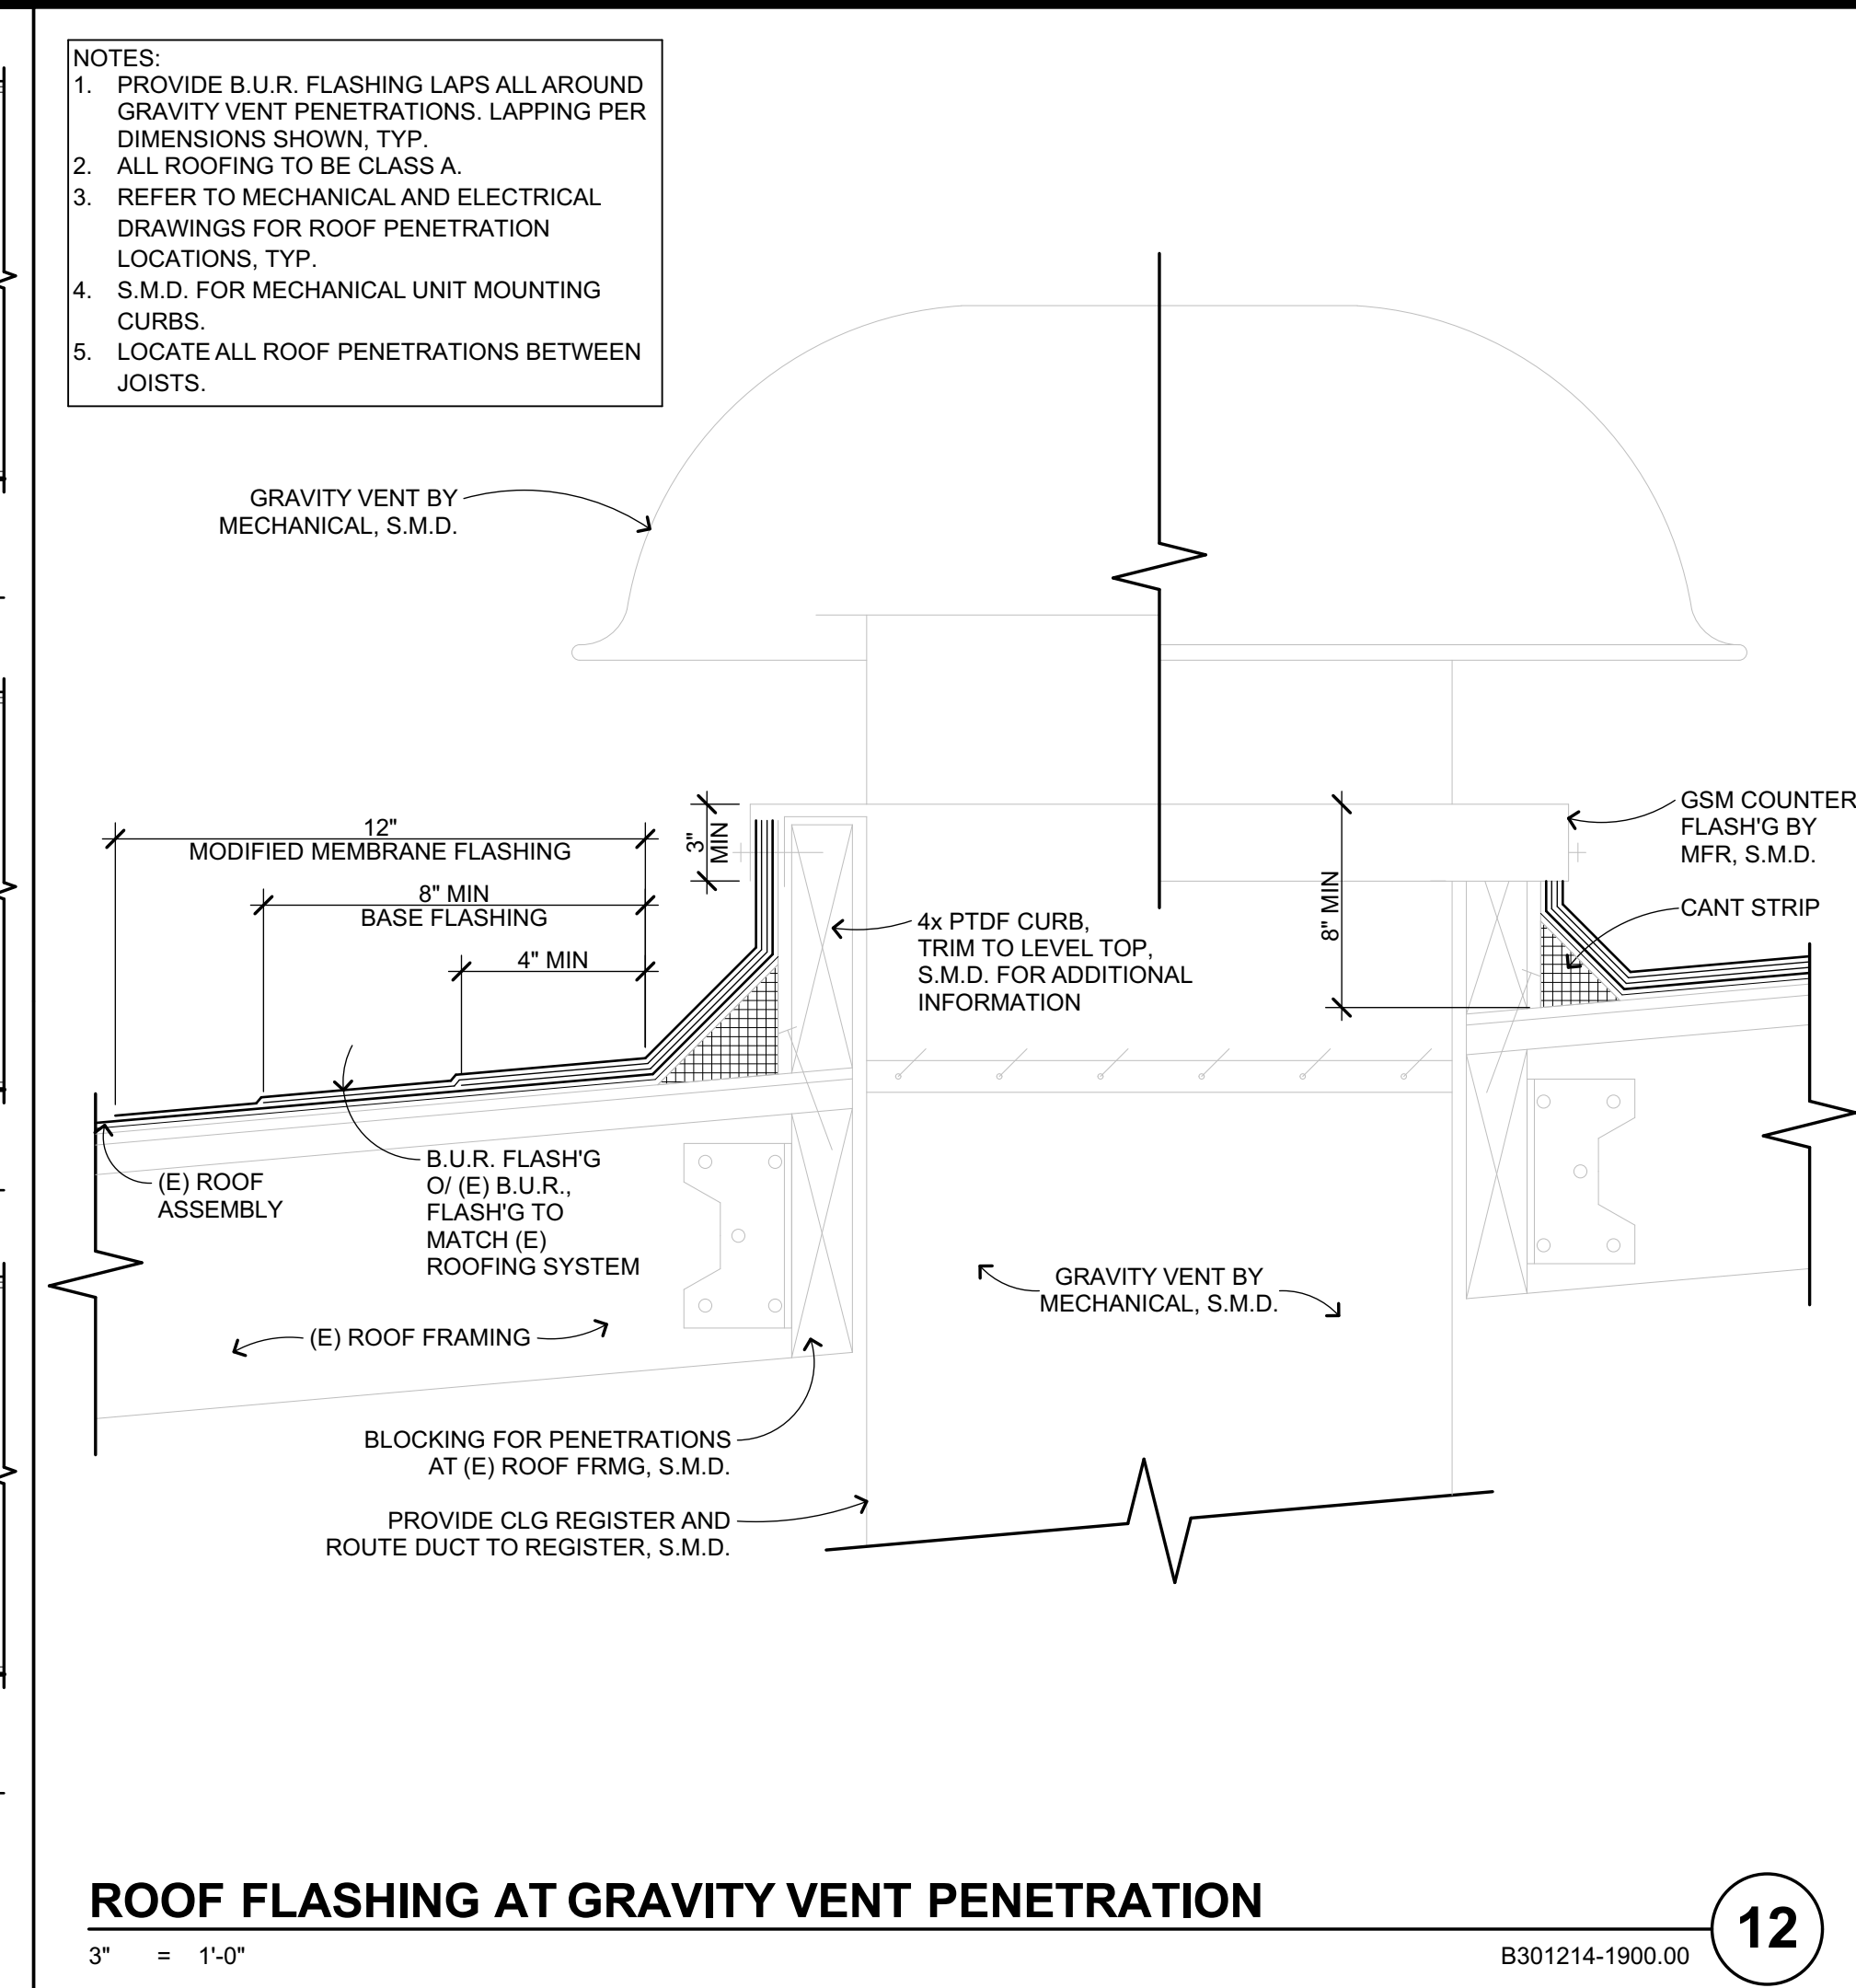 NOTES:
1. PROVIDE B.U.R. FLASHING LAPS ALL AROUND
GRAVITY VENT PENETRATIONS. LAPPING PER
DIMENSIONS SHOWN, TYP.
2. ALL ROOFING TO BE CLASS A.
3. REFER TO MECHANICAL AND ELECTRICAL
DRAWINGS FOR ROOF PENETRATION
LOCATIONS, TYP.
4. S.M.D. FOR MECHANICAL UNIT MOUNTING
CURBS.
5. LOCATE ALL ROOF PENETRATIONS BETWEEN
JOISTS.
GRAVITY VENT BY
MECHANICAL, S.M.D.
12"
MODIFIED MEMBRANE FLASHING
8" MIN
BASE FLASHING
4" MIN
3"
MIN
8" MIN
GSM COUNTER
FLASH'G BY
MFR, S.M.D.
CANT STRIP
4x PTDF CURB,
TRIM TO LEVEL TOP,
S.M.D. FOR ADDITIONAL
INFORMATION
(E) ROOF
ASSEMBLY
B.U.R. FLASH'G
O/ (E) B.U.R.,
FLASH'G TO
MATCH (E)
ROOFING SYSTEM
GRAVITY VENT BY
MECHANICAL, S.M.D.
(E) ROOF FRAMING
BLOCKING FOR PENETRATIONS
AT (E) ROOF FRMG, S.M.D.
PROVIDE CLG REGISTER AND
ROUTE DUCT TO REGISTER, S.M.D.
ROOF FLASHING AT GRAVITY VENT PENETRATION
12
3" = 1'-0"
B301214-1900.00